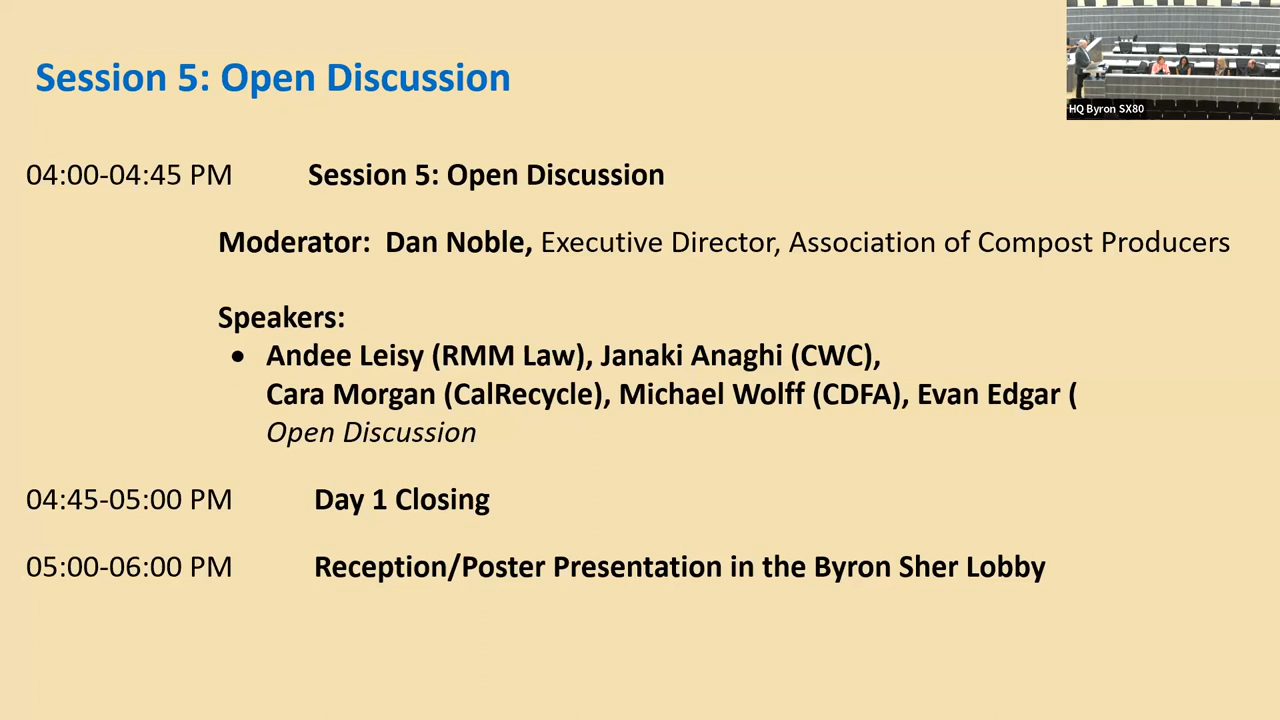 Session 5: Open Discussion
HQ Byron SX80
04:00-04:45 PM Session 5: Open Discussion
Moderator: Dan Noble, Executive Director, Association of Compost Producers
Speakers:
• Andee Leisy (RMM Law), Janaki Anaghi (CWC),
Cara Morgan (CalRecycle), Michael Wolff (CDFA), Evan Edgar (
Open Discussion
04:45-05:00 PM Day 1 Closing
05:00-06:00 PM Reception/Poster Presentation in the Byron Sher Lobby